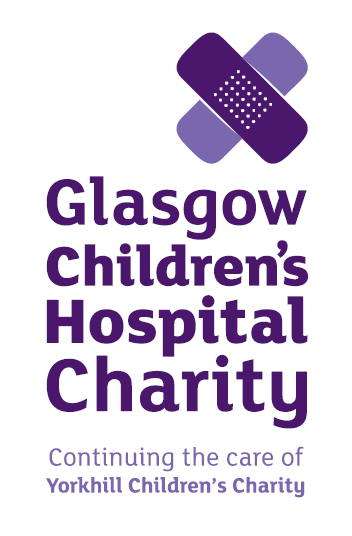 Glasgow
Children's
Hospital
Charity
Continuing the care of
Yorkhill Children's Charity